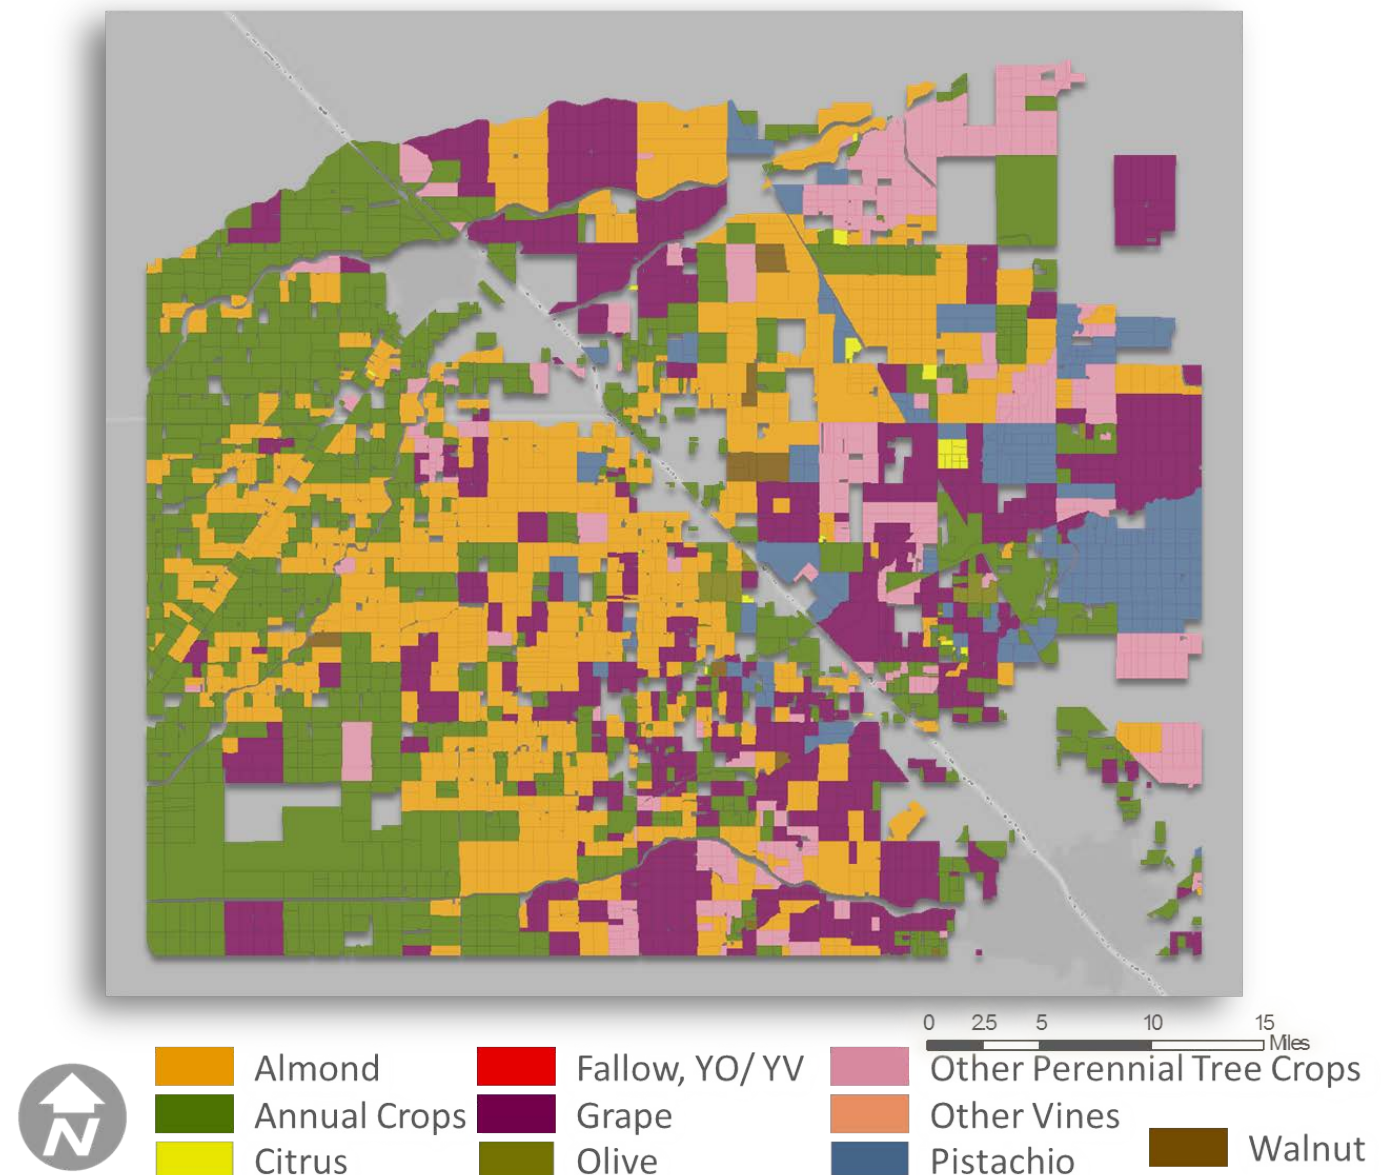 0 2.5 5 10 15
Miles
N
Almond Fallow, YO/ YV Other Perennial Tree Crops
Annual Crops Grape Other Vines
Citrus Olive Pistachio Walnut